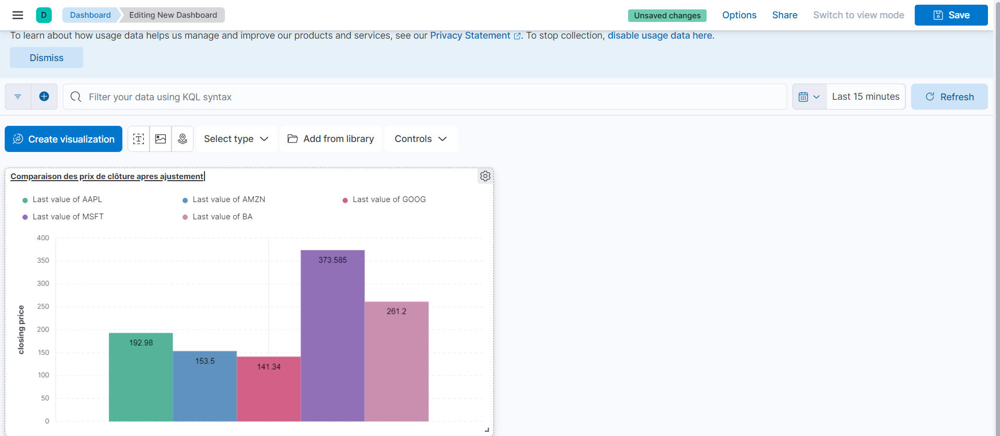 D Dashboard Editing New Dashboard Unsaved changes Options Share Switch to view mode Save
To learn about how usage data helps us manage and improve our products and services, see our Privacy Statement. To stop collection, disable usage data here.
Dismiss
Filter your data using KQL syntax Last 15 minutes Refresh
Create visualization Select type Add from library Controls
Comparaison des prix de clôture apres ajustement
Last value of AAPL Last value of AMZN Last value of GOOG
Last value of MSFT Last value of BA
400
350
300
250
200
150
100
50
0
closing price
192.98
153.5
141.34
373.585
261.2